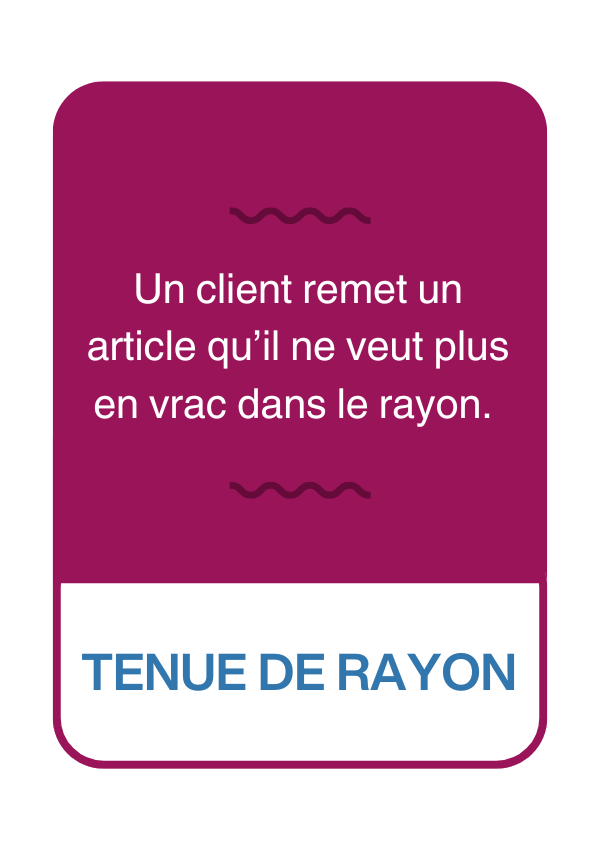 Un client remet un
article qu’il ne veut plus
en vrac dans le rayon.
TENUE DE RAYON